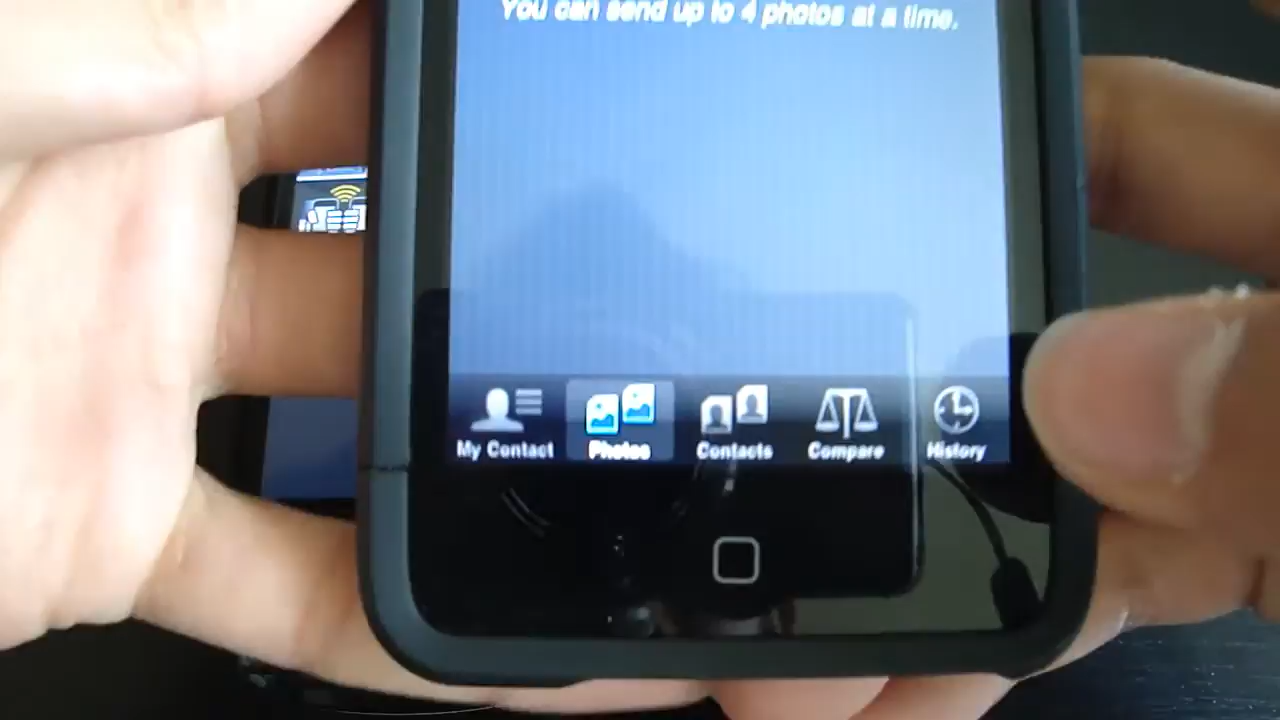 You can send up to 4 photos at a time.
My Contact
Photos
Contacts
Compare
History